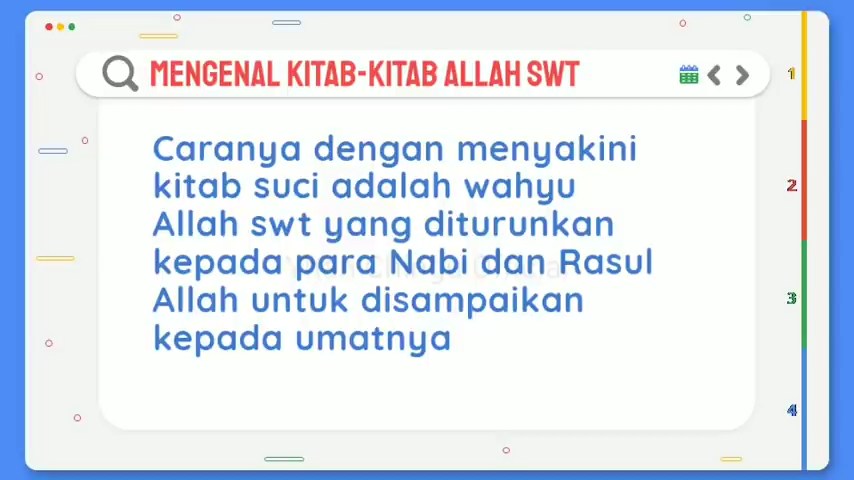 MENGENAL KITAB-KITAB ALLAH SWT
1
Caranya dengan menyakini
kitab suci adalah wahyu
2
Allah swt yang diturunkan
kepada para Nabi dan Rasul
Allah untuk disampaikan
3
kepada umatnya
4